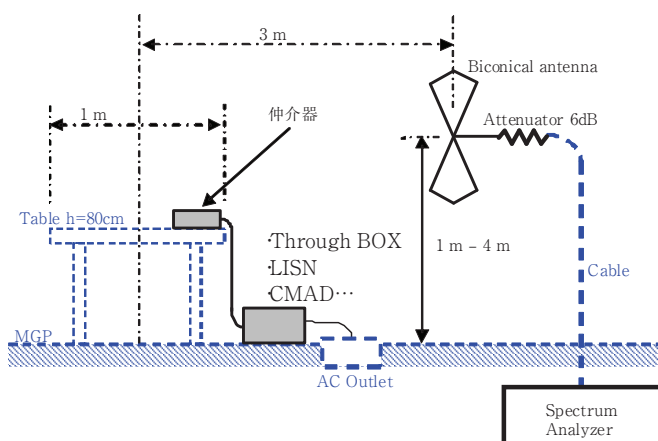 3 m
Biconical antenna
1 m
仲介器
Attenuator 6dB
Table h=80cm
·Through BOX
·LISN
·CMAD…
1 m – 4 m
Cable
MGP
AC Outlet
Spectrum
Analyzer